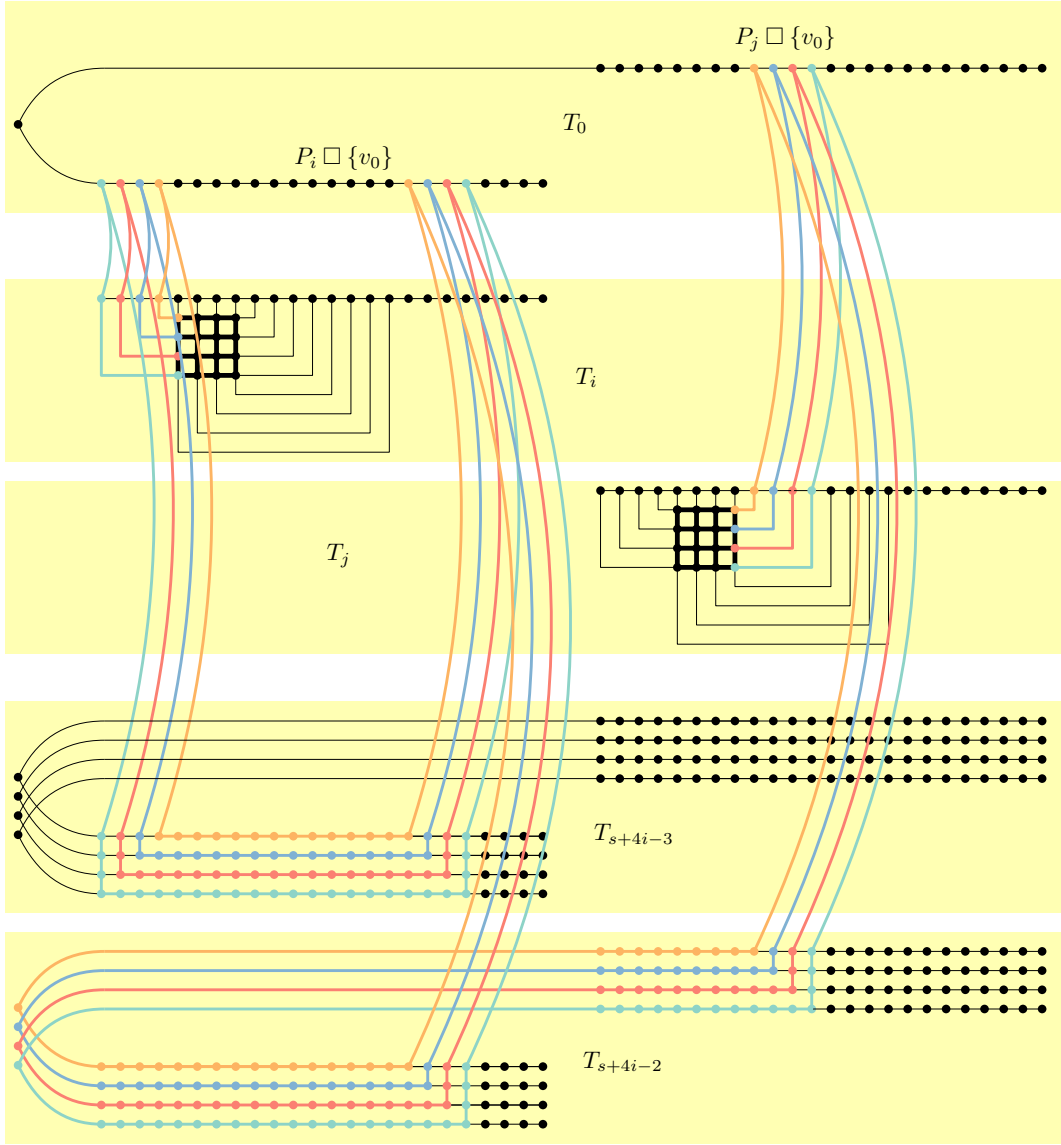 P_j □ {v_0}
T_0
P_i □ {v_0}
T_i
T_j
T_{s+4i−3}
T_{s+4i−2}